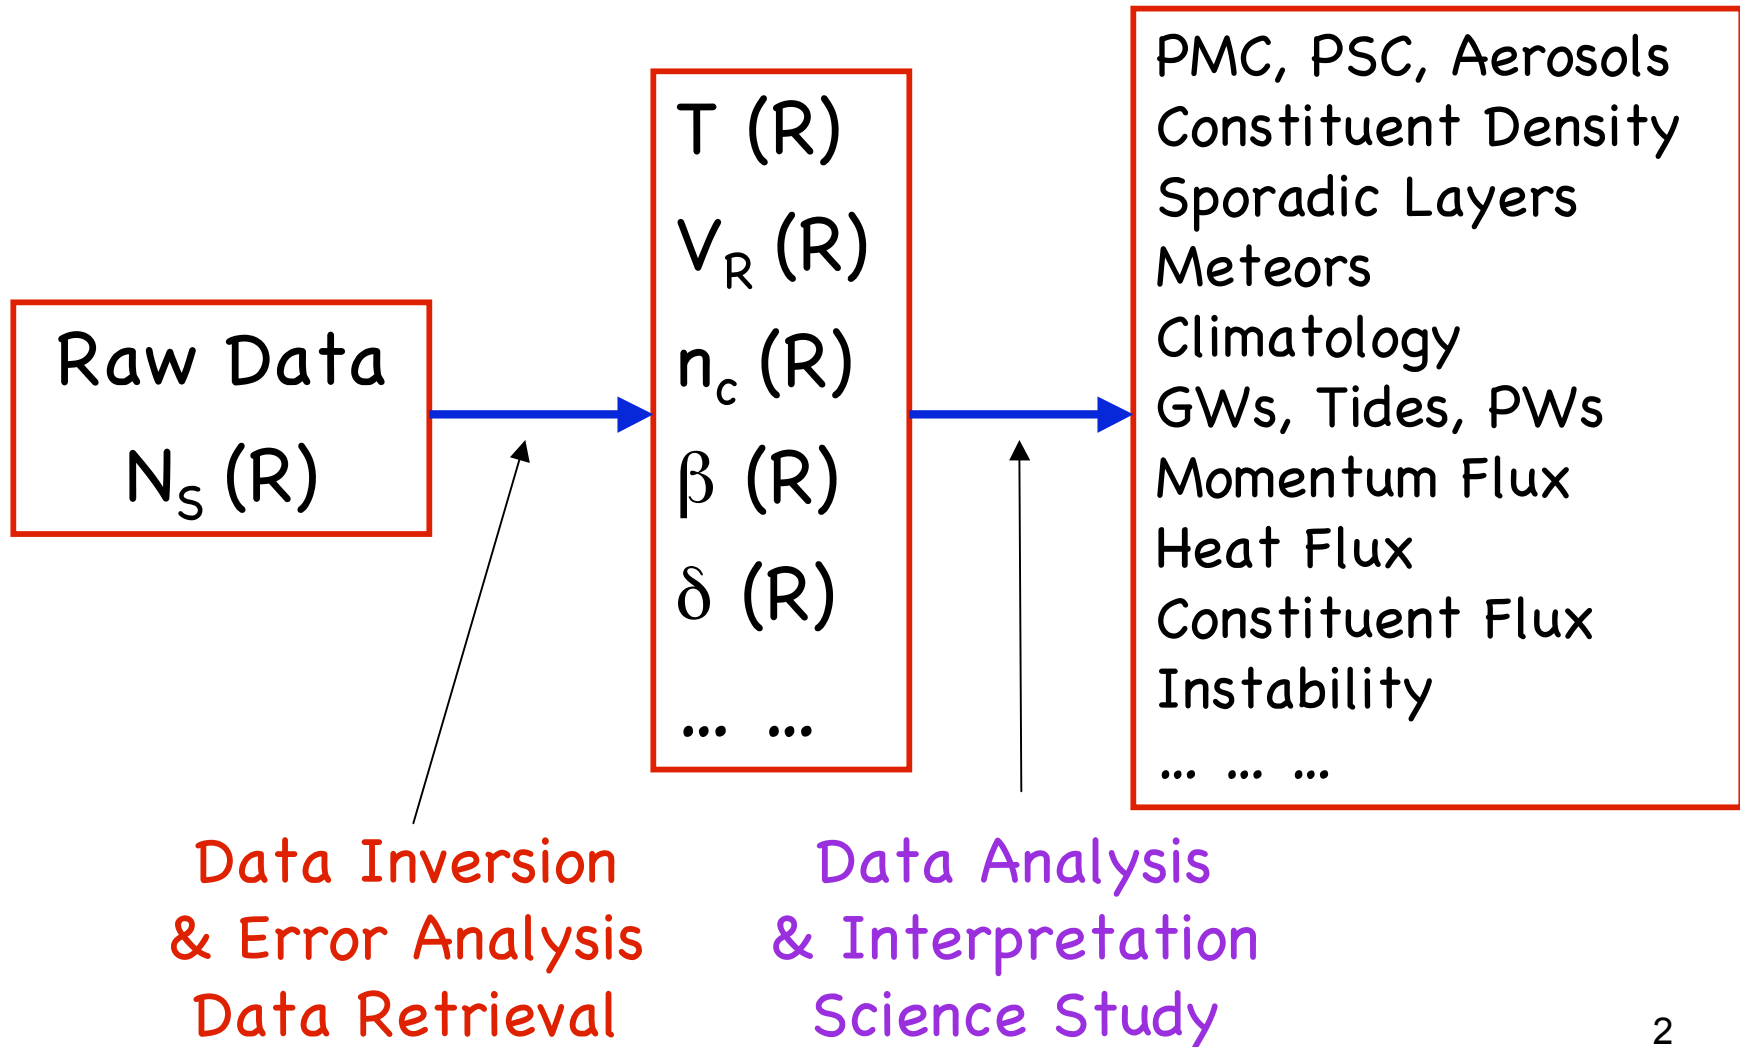 Raw Data
N_S (R)
T (R)
V_R (R)
n_c (R)
β (R)
δ (R)
... ...
PMC, PSC, Aerosols
Constituent Density
Sporadic Layers
Meteors
Climatology
GWs, Tides, PWs
Momentum Flux
Heat Flux
Constituent Flux
Instability
... ... ...
Data Inversion
& Error Analysis
Data Retrieval
Data Analysis
& Interpretation
Science Study
2